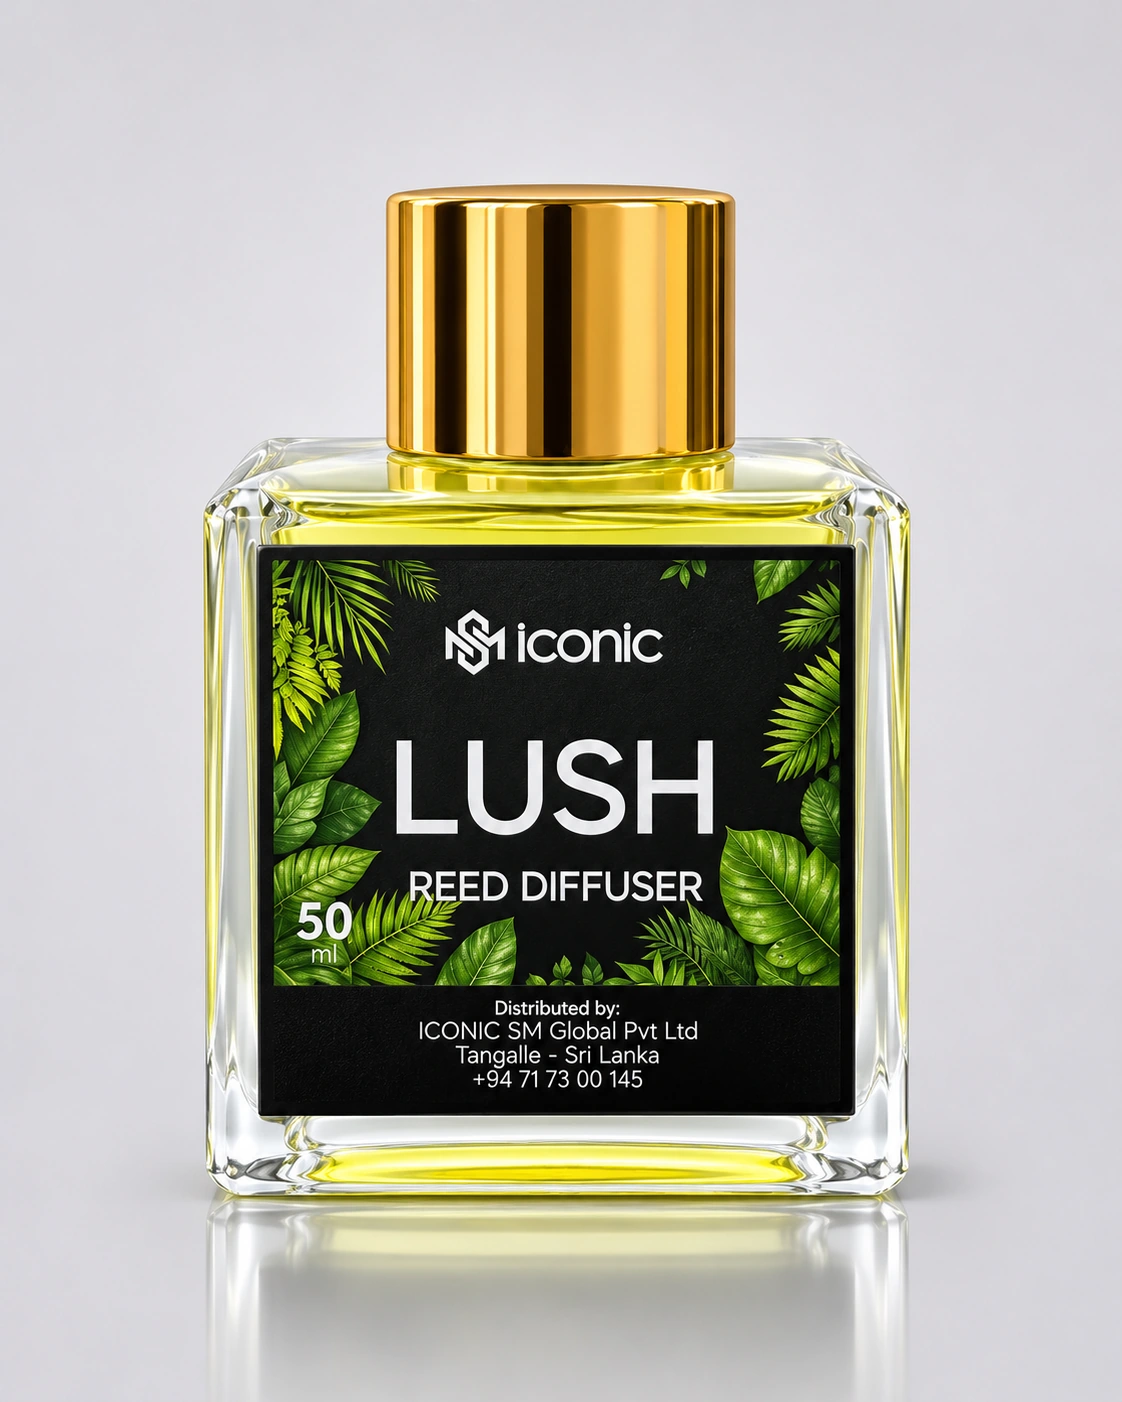 SM iconic
LUSH
REED DIFFUSER
50
ml
Distributed by:
ICONIC SM Global Pvt Ltd
Tangalle - Sri Lanka
+94 71 73 00 145